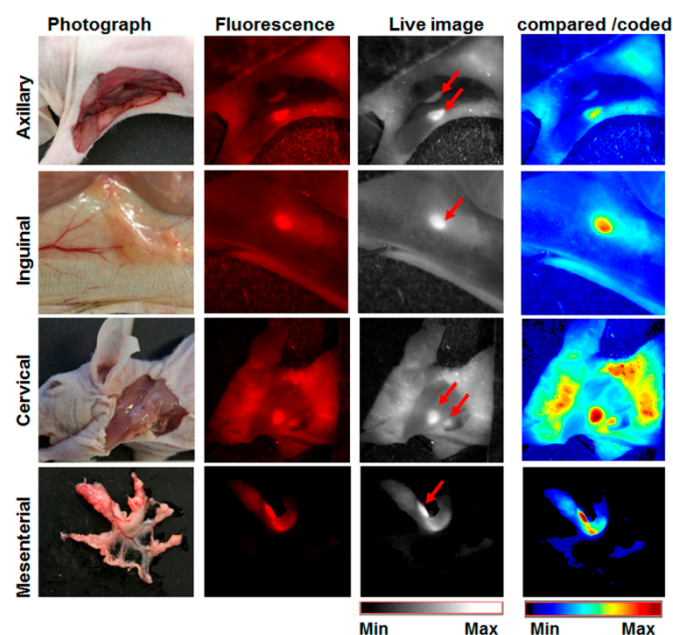 Photograph Fluorescence Live image compared /coded
Axillary
Inguinal
Cervical
Mesenterial
Min Max Min Max